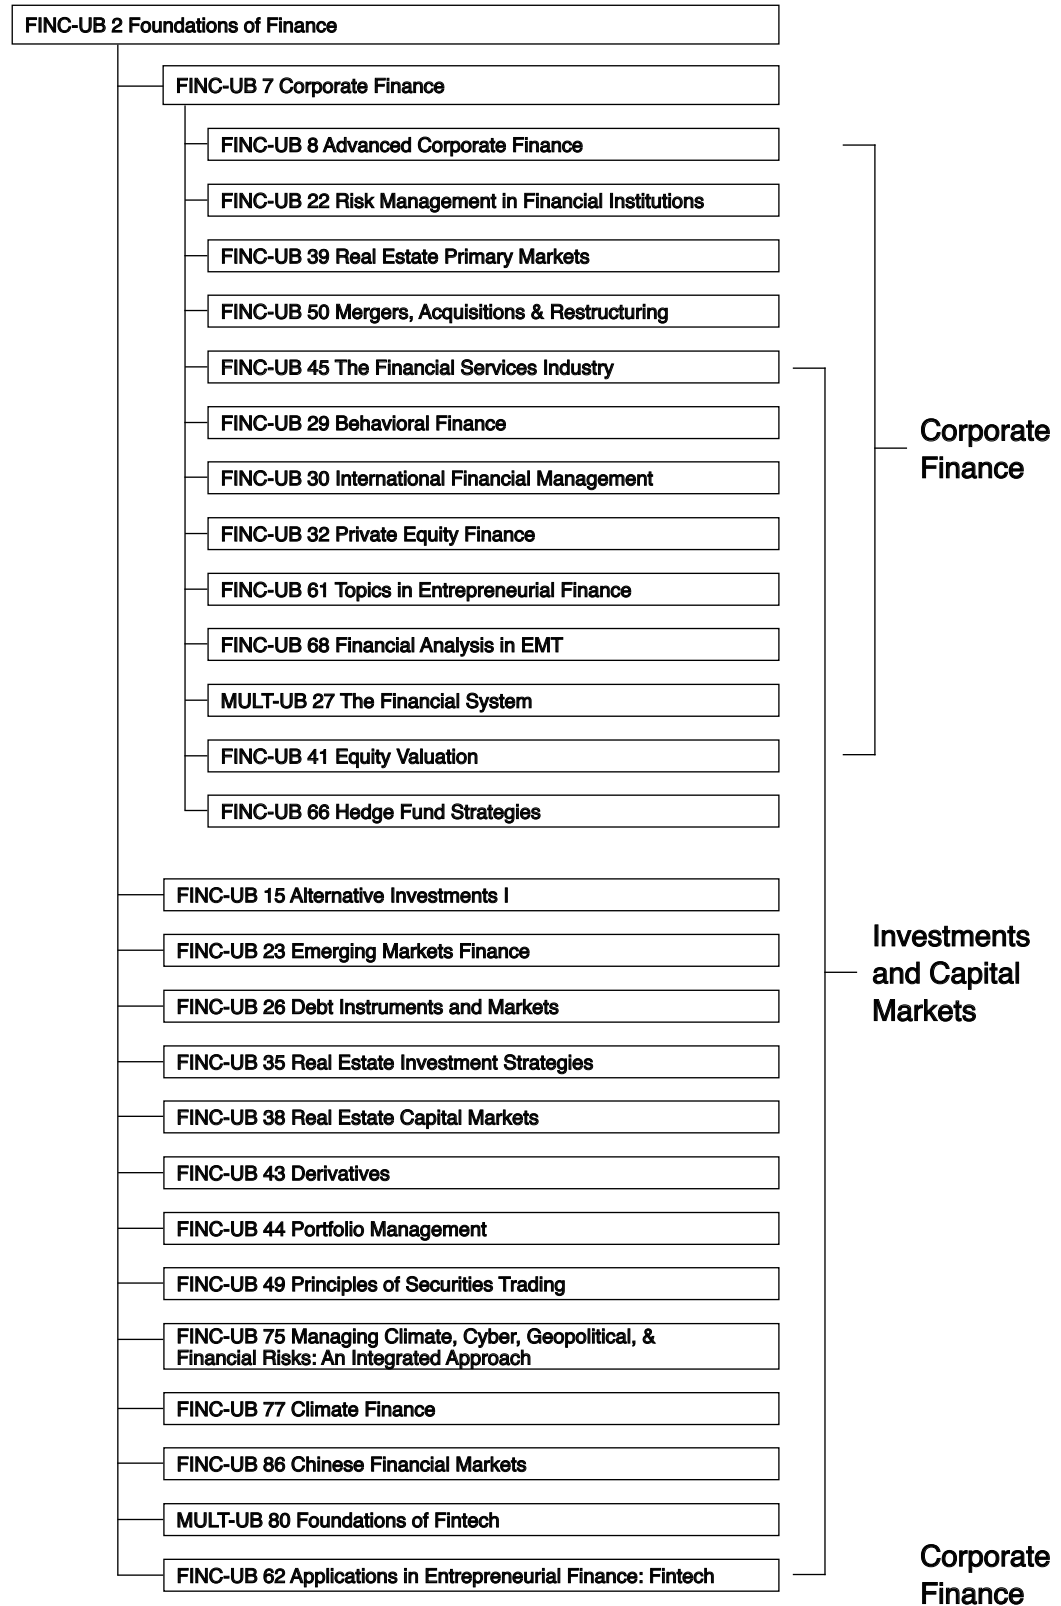 FINC-UB 2 Foundations of Finance
FINC-UB 7 Corporate Finance
FINC-UB 8 Advanced Corporate Finance
FINC-UB 22 Risk Management in Financial Institutions
FINC-UB 39 Real Estate Primary Markets
FINC-UB 50 Mergers, Acquisitions & Restructuring
FINC-UB 45 The Financial Services Industry
FINC-UB 29 Behavioral Finance
FINC-UB 30 International Financial Management
FINC-UB 32 Private Equity Finance
FINC-UB 61 Topics in Entrepreneurial Finance
FINC-UB 68 Financial Analysis in EMT
MULT-UB 27 The Financial System
FINC-UB 41 Equity Valuation
FINC-UB 66 Hedge Fund Strategies
Corporate
Finance
FINC-UB 15 Alternative Investments I
FINC-UB 23 Emerging Markets Finance
FINC-UB 26 Debt Instruments and Markets
FINC-UB 35 Real Estate Investment Strategies
FINC-UB 38 Real Estate Capital Markets
FINC-UB 43 Derivatives
FINC-UB 44 Portfolio Management
FINC-UB 49 Principles of Securities Trading
FINC-UB 75 Managing Climate, Cyber, Geopolitical, &
Financial Risks: An Integrated Approach
FINC-UB 77 Climate Finance
FINC-UB 86 Chinese Financial Markets
MULT-UB 80 Foundations of Fintech
FINC-UB 62 Applications in Entrepreneurial Finance: Fintech
Investments
and Capital
Markets
Corporate
Finance